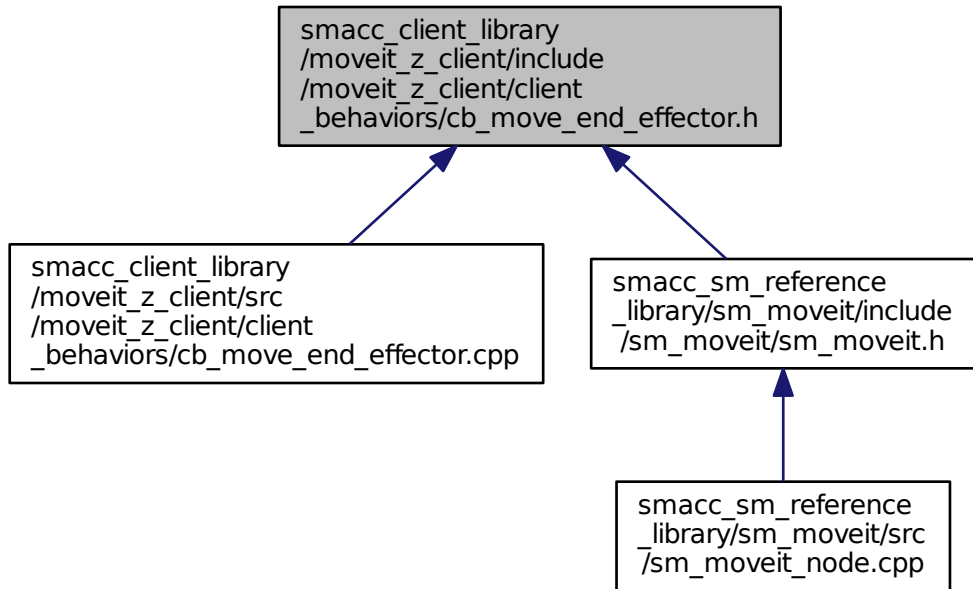 smacc_client_library
/moveit_z_client/include
/moveit_z_client/client
_behaviors/cb_move_end_effector.h
smacc_client_library
/moveit_z_client/src
/moveit_z_client/client
_behaviors/cb_move_end_effector.cpp
smacc_sm_reference
_library/sm_moveit/include
/sm_moveit/sm_moveit.h
smacc_sm_reference
_library/sm_moveit/src
/sm_moveit_node.cpp